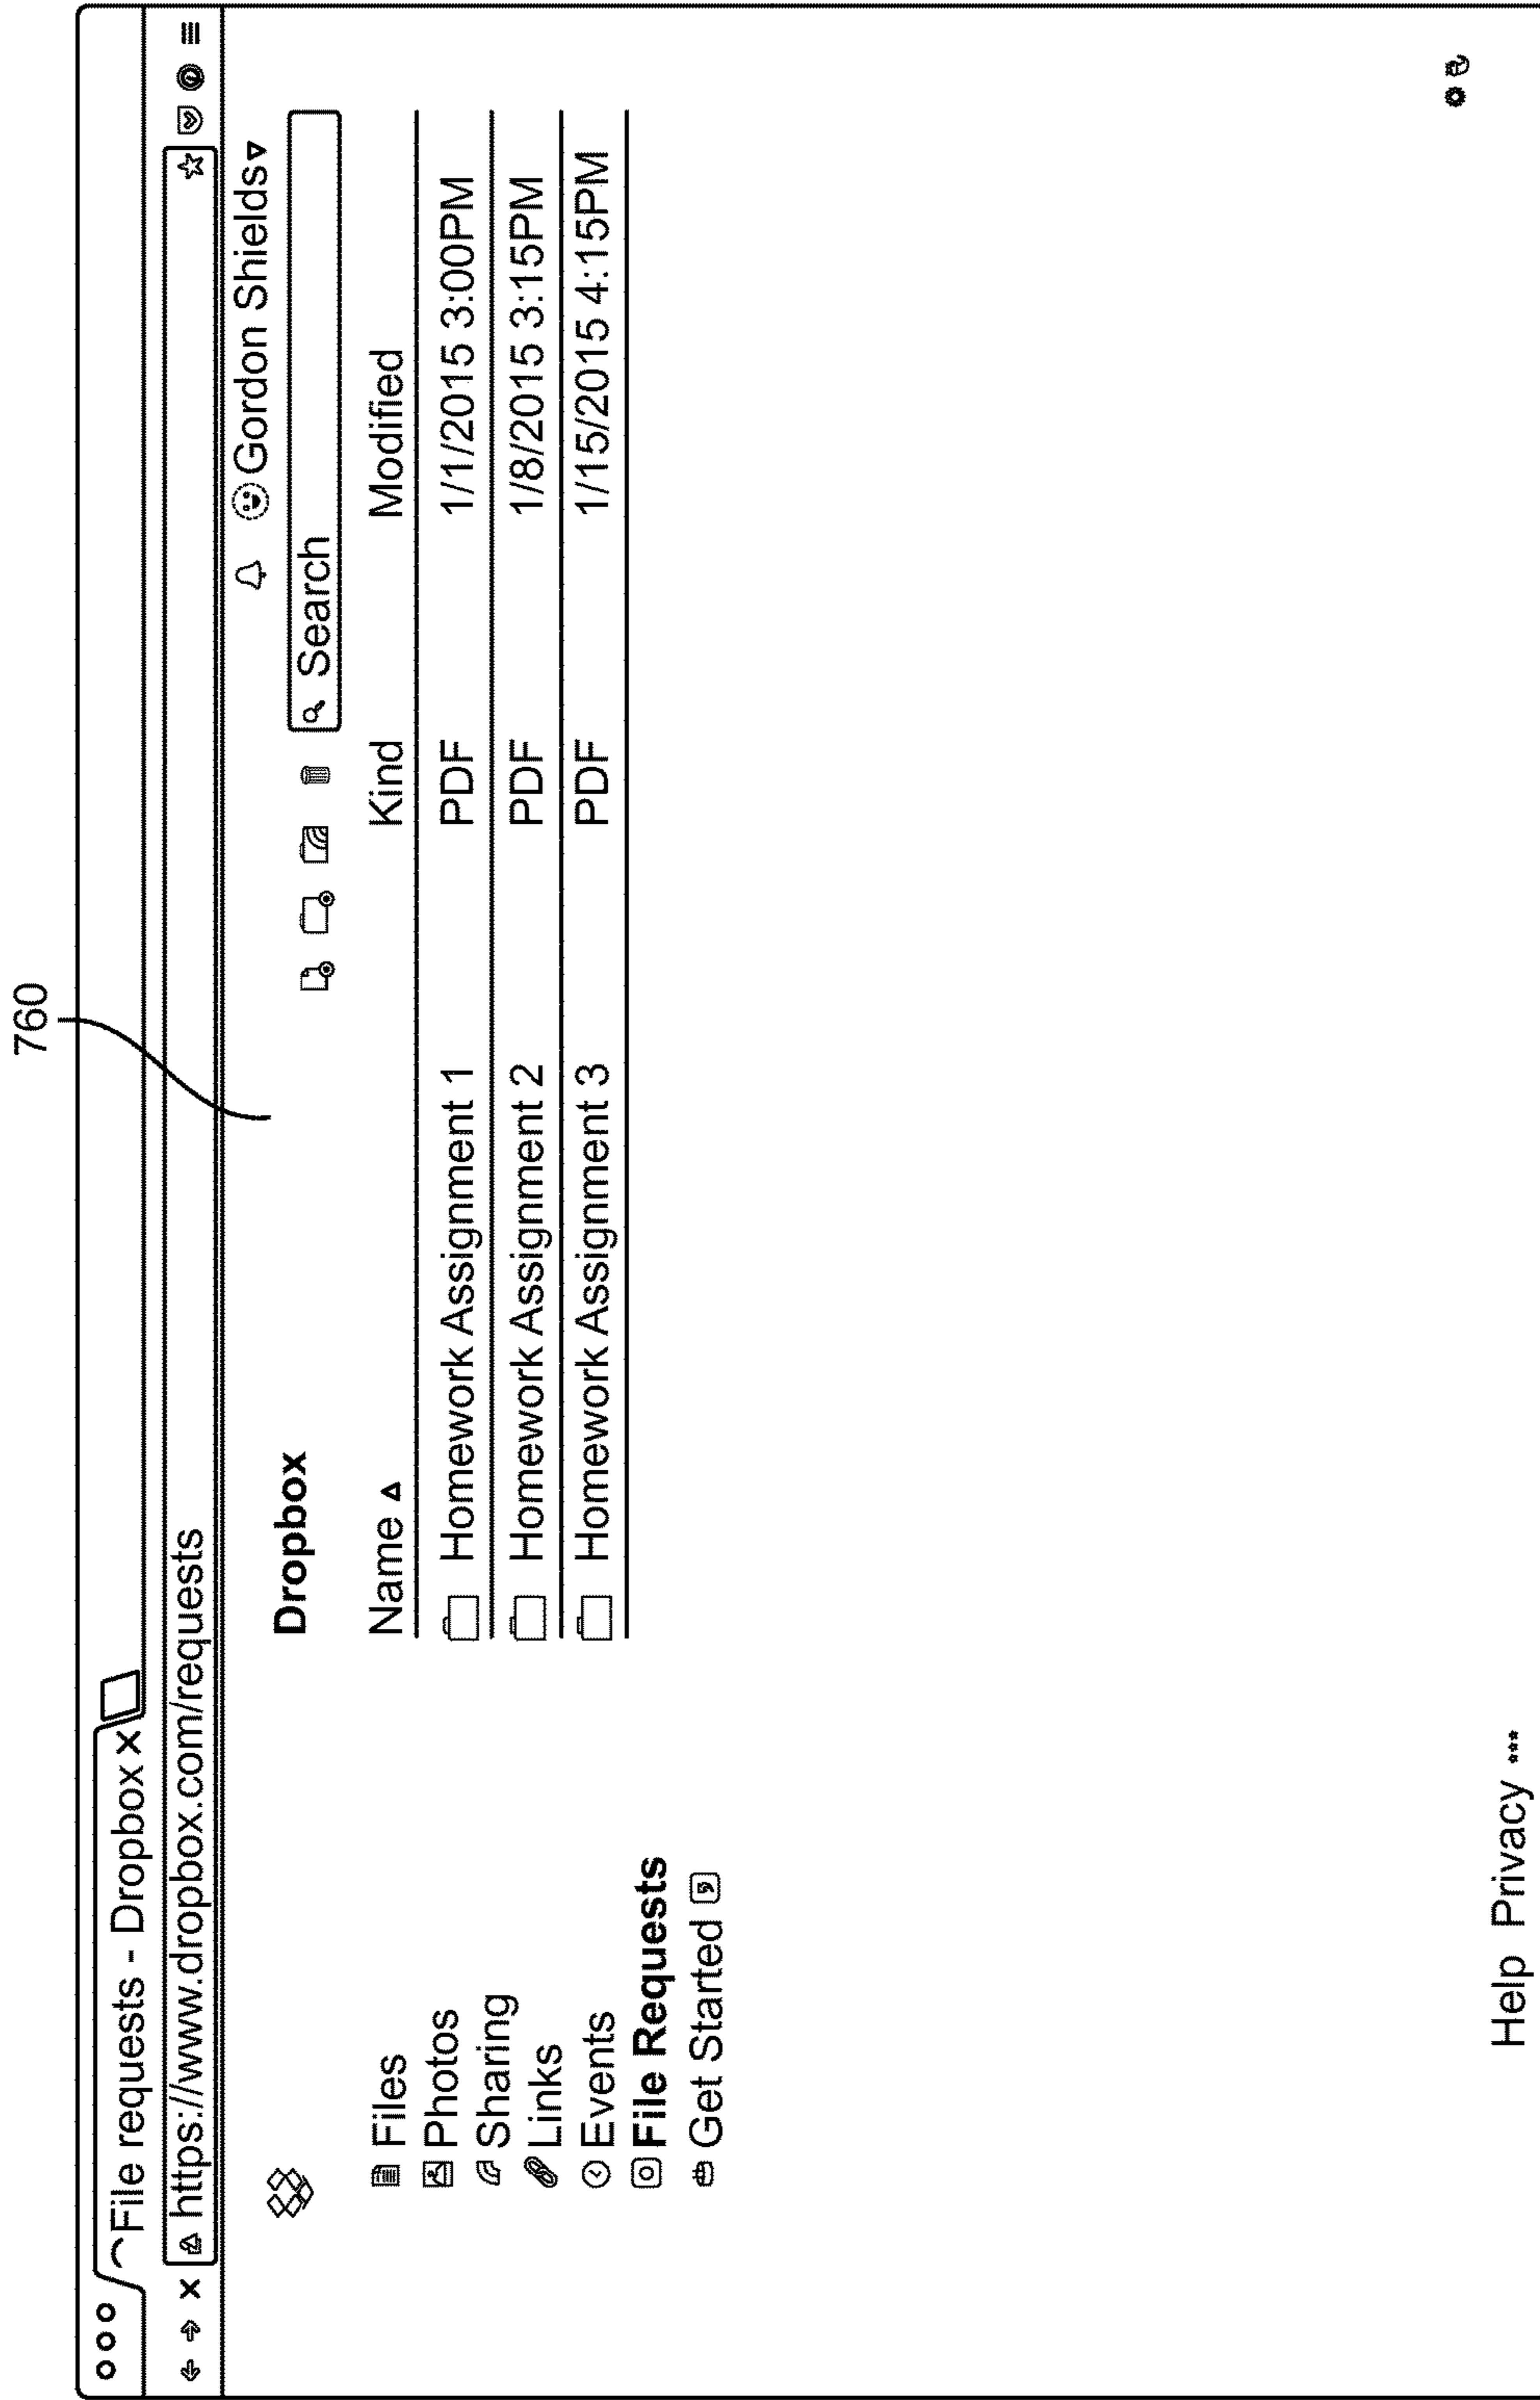 760
File requests - Dropbox X
https://www.dropbox.com/requests
Gordon Shields
Dropbox
Search
Name Kind Modified
Homework Assignment 1 PDF 1/1/2015 3:00PM
Homework Assignment 2 PDF 1/8/2015 3:15PM
Homework Assignment 3 PDF 1/15/2015 4:15PM
Files
Photos
Sharing
Links
Events
File Requests
Get Started
Help Privacy